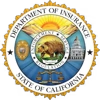 DEPARTMENT OF INSURANCE
STATE OF CALIFORNIA